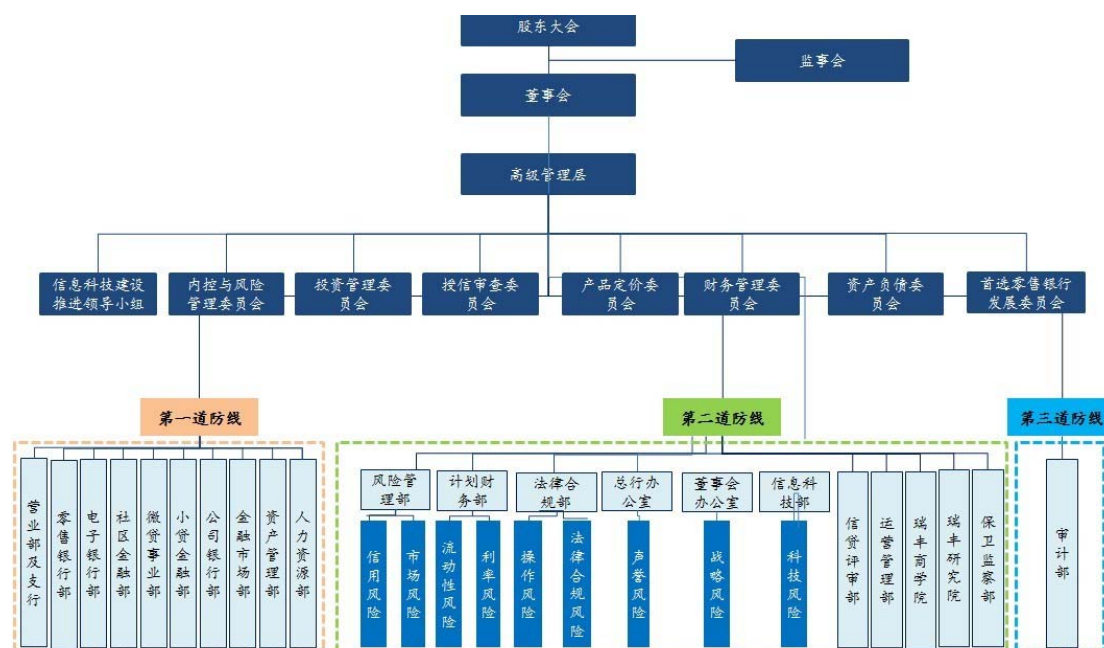 股东大会
监事会
董事会
高级管理层
信息科技建设
推进领导小组
内控与风险
管理委员会
投资管理委
员会
授信审查委
员会
产品定价委
员会
财务管理委
员会
资产负债委
员会
首选零售银行
发展委员会
第一道防线
第二道防线
第三道防线
营业部及支行
零售银行部
电子银行部
社区金融部
微贷事业部
小贷金融部
公司银行部
金融市场部
资产管理部
人力资源部
风险管
理部
计划财
务部
法律合
规部
总行办
公室
董事会
办公室
信息科
技部
信用风险
市场风险
流动性风险
利率风险
操作风险
法律合规风险
声誉风险
战略风险
科技风险
信贷评审部
运营管理部
瑞丰商学院
瑞丰研究院
保卫监察部
审计部